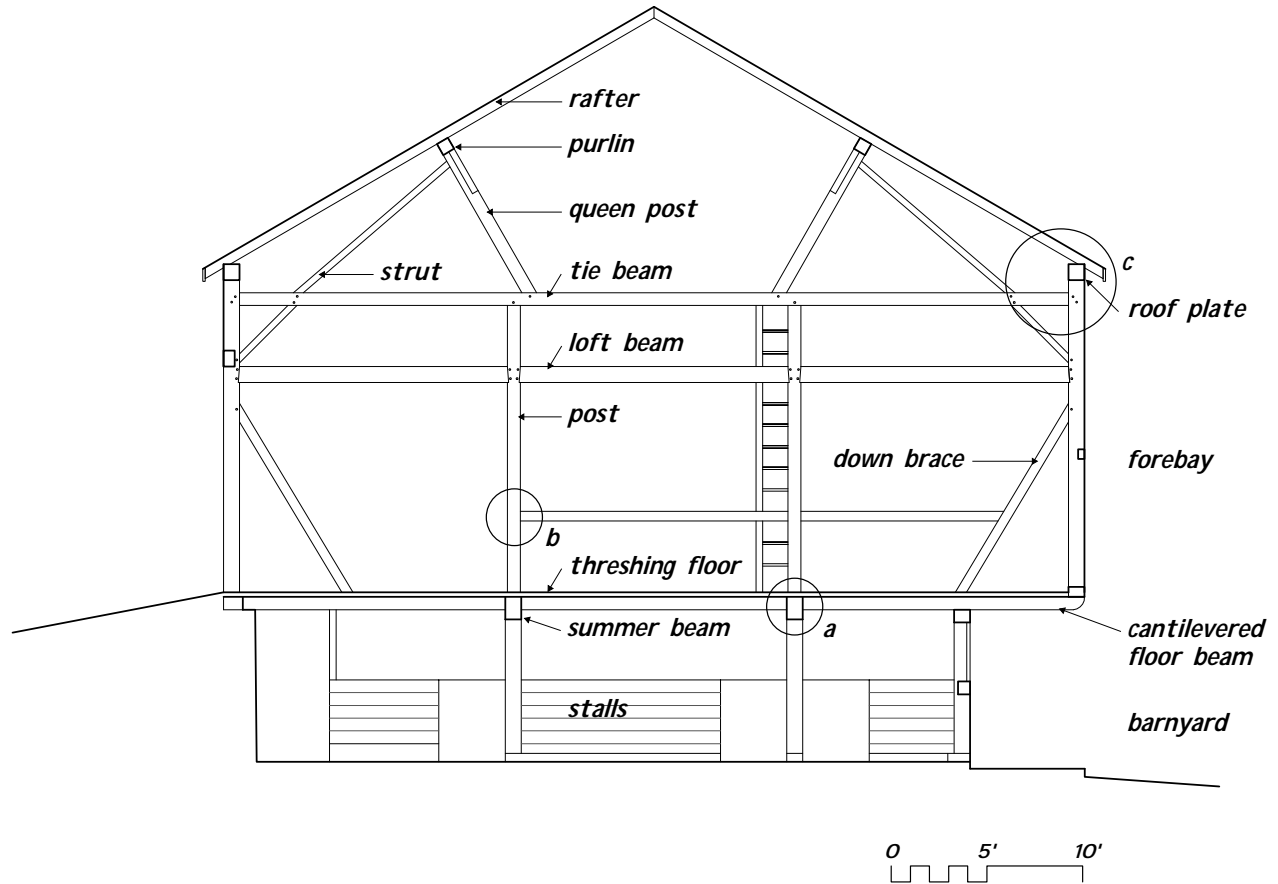 rafter
purlin
queen post
strut
tie beam
c
roof plate
loft beam
post
down brace
forebay
b
threshing floor
summer beam
a
cantilevered
floor beam
stalls
barnyard
0 5' 10'